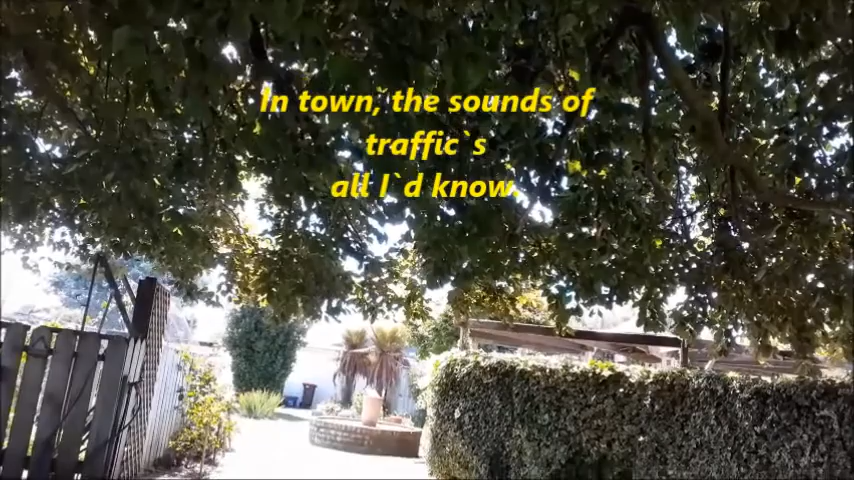 In town, the sounds of
traffic`s
all I`d know